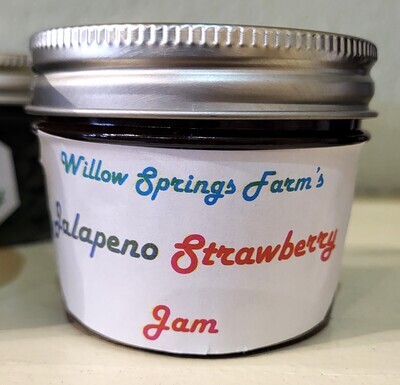 Willow Springs Farm's
Jalapeno Strawberry
Jam